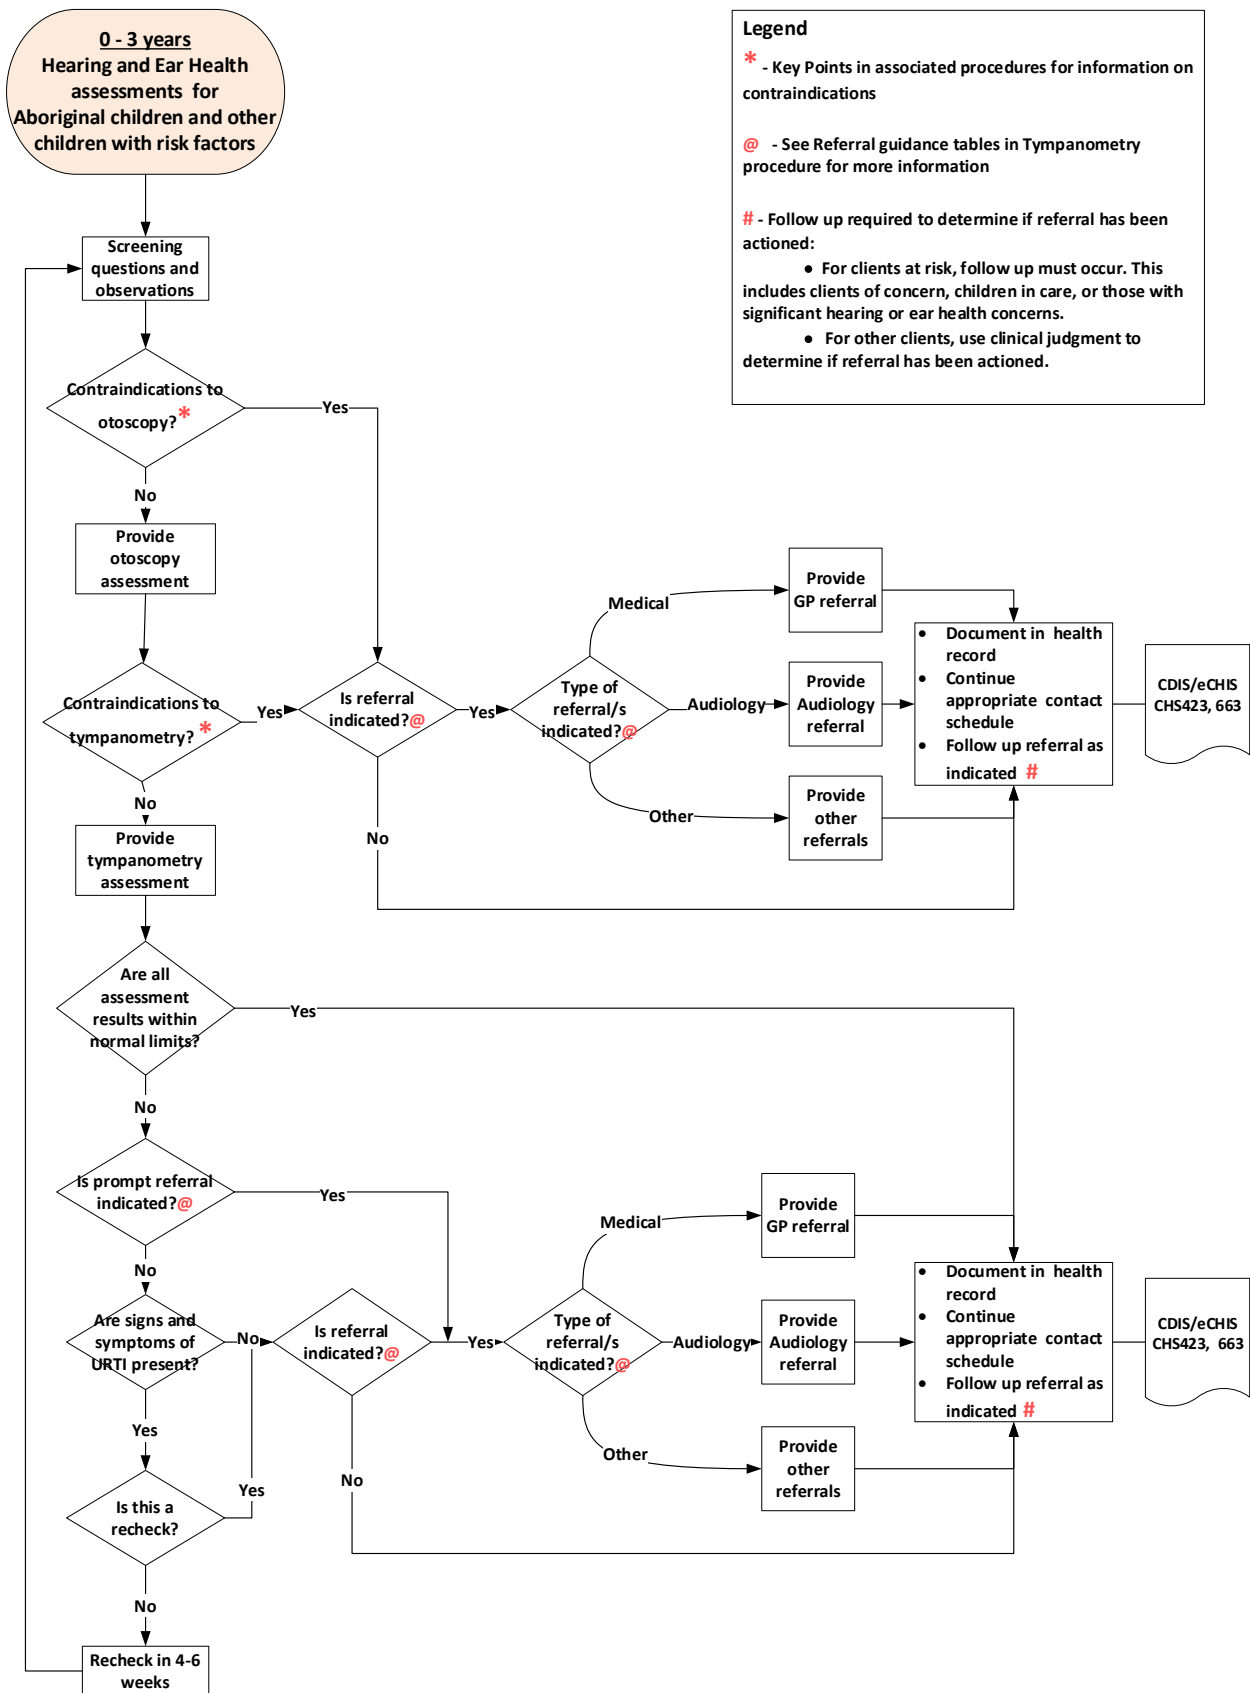 0 - 3 years
Hearing and Ear Health
assessments for
Aboriginal children and other
children with risk factors
Legend
* - Key Points in associated procedures for information on
contraindications
@ - See Referral guidance tables in Tympanometry
procedure for more information
# - Follow up required to determine if referral has been
actioned:
● For clients at risk, follow up must occur. This
includes clients of concern, children in care, or those with
significant hearing or ear health concerns.
● For other clients, use clinical judgment to
determine if referral has been actioned.
Screening
questions and
observations
Contraindications to
otoscopy? *
Yes
No
Provide
otoscopy
assessment
Contraindications to
tympanometry? *
Yes
Is referral
indicated?@
Yes
Type of
referral/s
indicated?@
Medical
Provide
GP referral
Audiology
Provide
Audiology
referral
Other
Provide
other
referrals
● Document in health
record
● Continue
appropriate contact
schedule
● Follow up referral as
indicated #
CDIS/eCHIS
CHS423, 663
No
No
Provide
tympanometry
assessment
Are all
assessment
results within
normal limits?
Yes
No
Is prompt referral
indicated?@
Yes
No
Are signs and
symptoms of
URTI present?
No
Is referral
indicated?@
Yes
Type of
referral/s
indicated?@
Medical
Provide
GP referral
Audiology
Provide
Audiology
referral
Other
Provide
other
referrals
● Document in health
record
● Continue
appropriate contact
schedule
● Follow up referral as
indicated #
CDIS/eCHIS
CHS423, 663
Yes
No
Is this a
recheck?
Yes
No
Recheck in 4-6
weeks